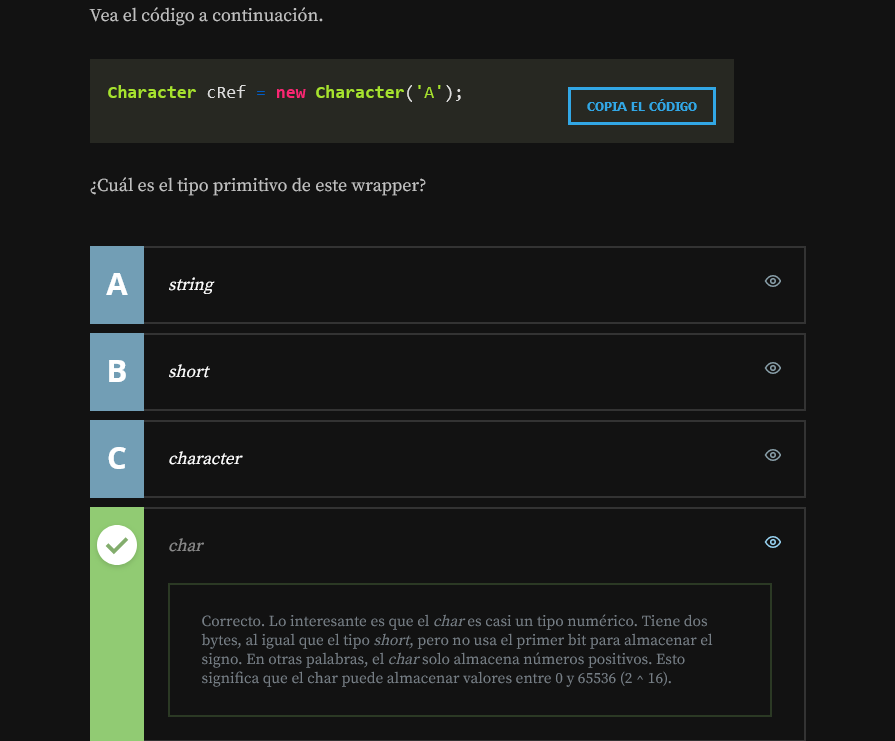 Vea el código a continuación.
Character cRef = new Character('A');
COPIA EL CÓDIGO
¿Cuál es el tipo primitivo de este wrapper?
A
string
B
short
C
character
char
Correcto. Lo interesante es que el char es casi un tipo numérico. Tiene dos
bytes, al igual que el tipo short, pero no usa el primer bit para almacenar el
signo. En otras palabras, el char solo almacena números positivos. Esto
significa que el char puede almacenar valores entre 0 y 65536 (2 ^ 16).